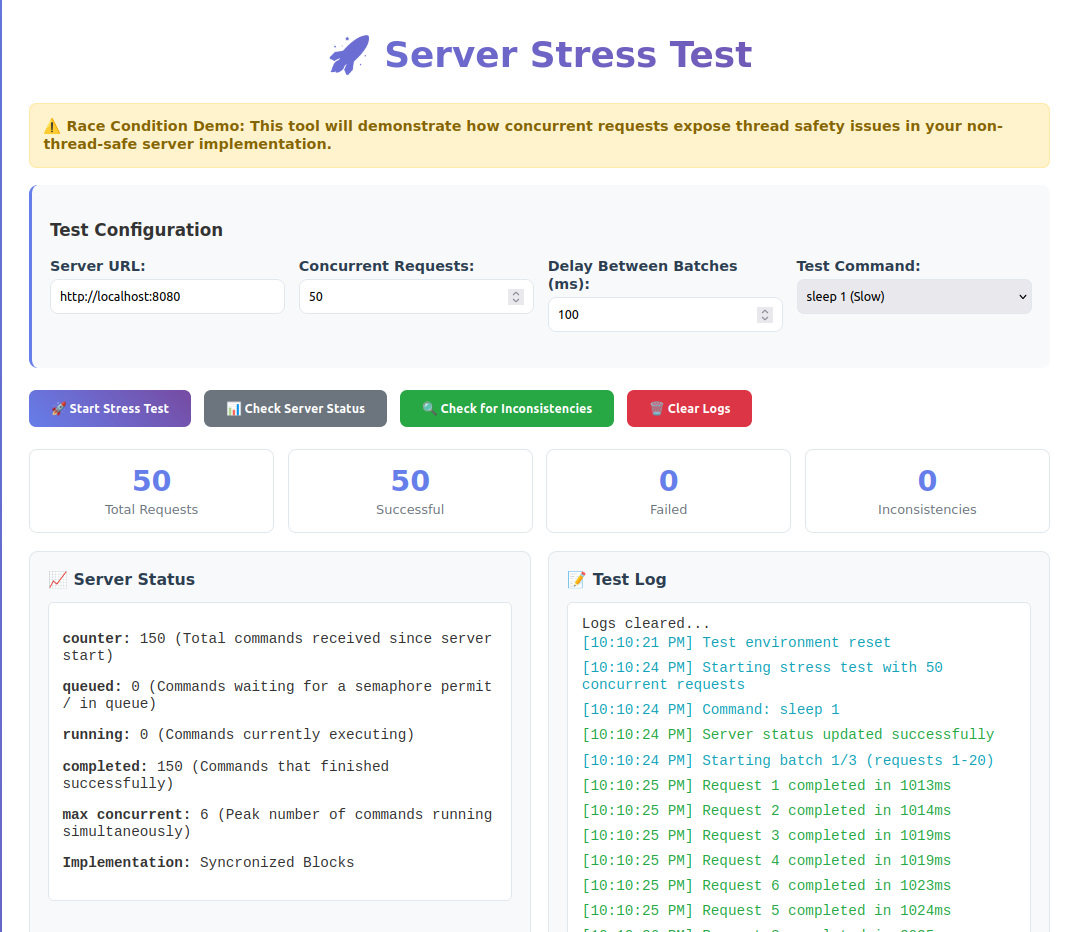 🚀 Server Stress Test
⚠️ Race Condition Demo: This tool will demonstrate how concurrent requests expose thread safety issues in your non-
thread-safe server implementation.
Test Configuration
Server URL:
http://localhost:8080
Concurrent Requests:
50
Delay Between Batches
(ms):
100
Test Command:
sleep 1 (Slow)
🚀 Start Stress Test
📊 Check Server Status
🔍 Check for Inconsistencies
🗑️ Clear Logs
50
Total Requests
50
Successful
0
Failed
0
Inconsistencies
📈 Server Status
counter: 150 (Total commands received since server
start)
queued: 0 (Commands waiting for a semaphore permit
/ in queue)
running: 0 (Commands currently executing)
completed: 150 (Commands that finished
successfully)
max concurrent: 6 (Peak number of commands running
simultaneously)
Implementation: Syncronized Blocks
📝 Test Log
Logs cleared...
[10:10:21 PM] Test environment reset
[10:10:24 PM] Starting stress test with 50
concurrent requests
[10:10:24 PM] Command: sleep 1
[10:10:24 PM] Server status updated successfully
[10:10:24 PM] Starting batch 1/3 (requests 1-20)
[10:10:25 PM] Request 1 completed in 1013ms
[10:10:25 PM] Request 2 completed in 1014ms
[10:10:25 PM] Request 3 completed in 1019ms
[10:10:25 PM] Request 4 completed in 1019ms
[10:10:25 PM] Request 6 completed in 1023ms
[10:10:25 PM] Request 5 completed in 1024ms